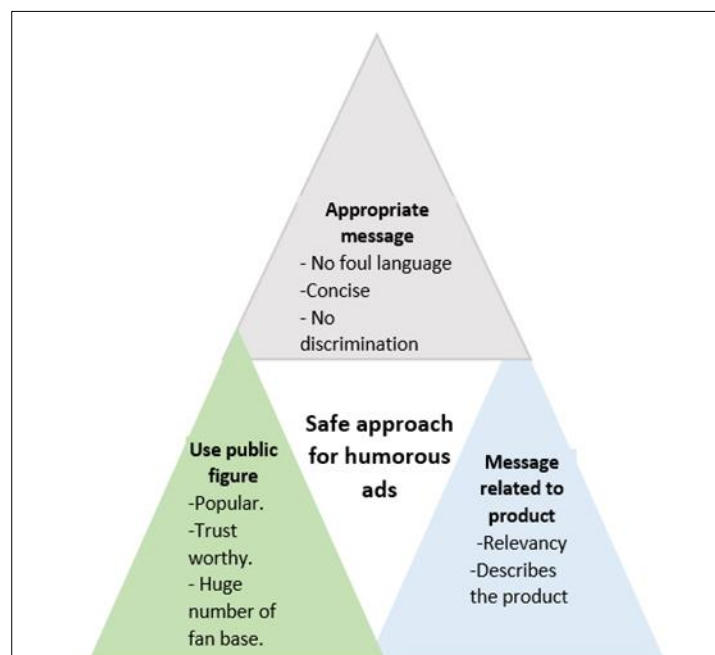 Appropriate
message
- No foul language
-Concise
- No
discrimination
Safe approach
for humorous
ads
Use public
figure
-Popular.
-Trust
worthy.
- Huge
number of
fan base.
Message
related to
product
-Relevancy
-Describes
the product